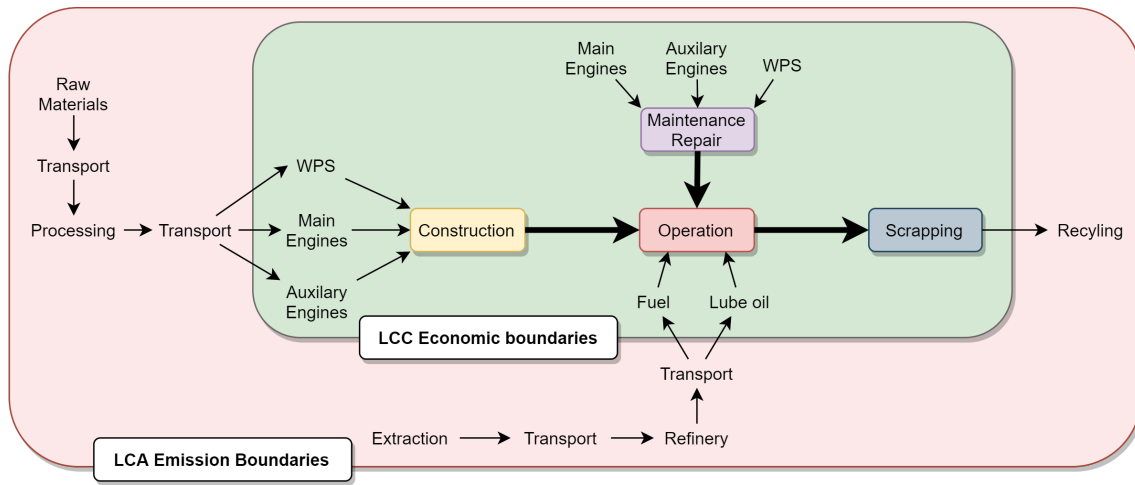 Main
Engines
Auxilary
Engines
WPS
Raw
Materials
Maintenance
Repair
Transport
WPS
Processing
Transport
Main
Engines
Construction
Operation
Scrapping
Recyling
Auxilary
Engines
Fuel
Lube oil
LCC Economic boundaries
Transport
Extraction
Transport
Refinery
LCA Emission Boundaries